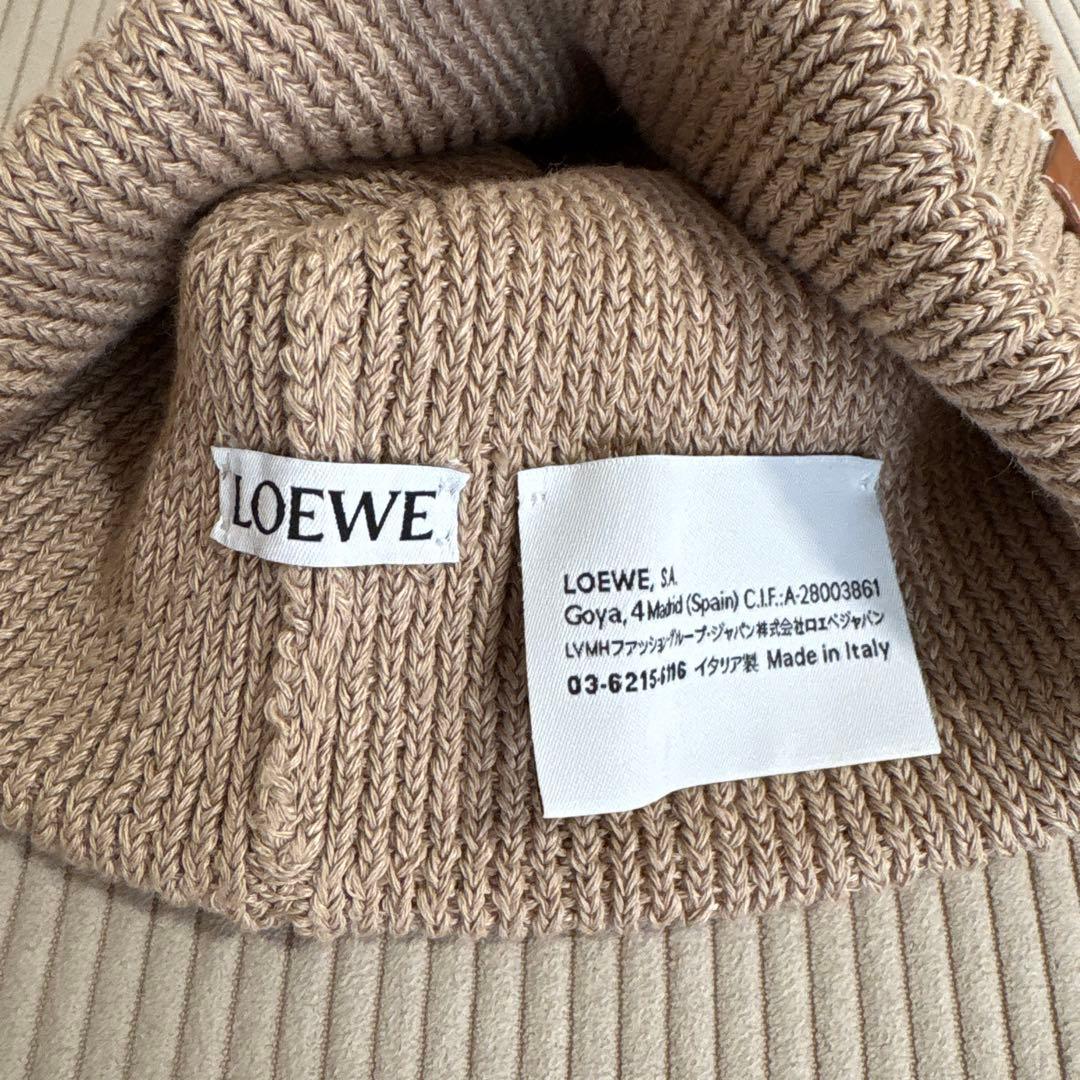 LOEWE
LOEWE, S.A.
Goya, 4 Madrid (Spain) C.I.F.:A-28003861
LVMHファッション・グループ・ジャパン株式会社ロエベジャパン
03-6215-6116 イタリア製 Made in Italy